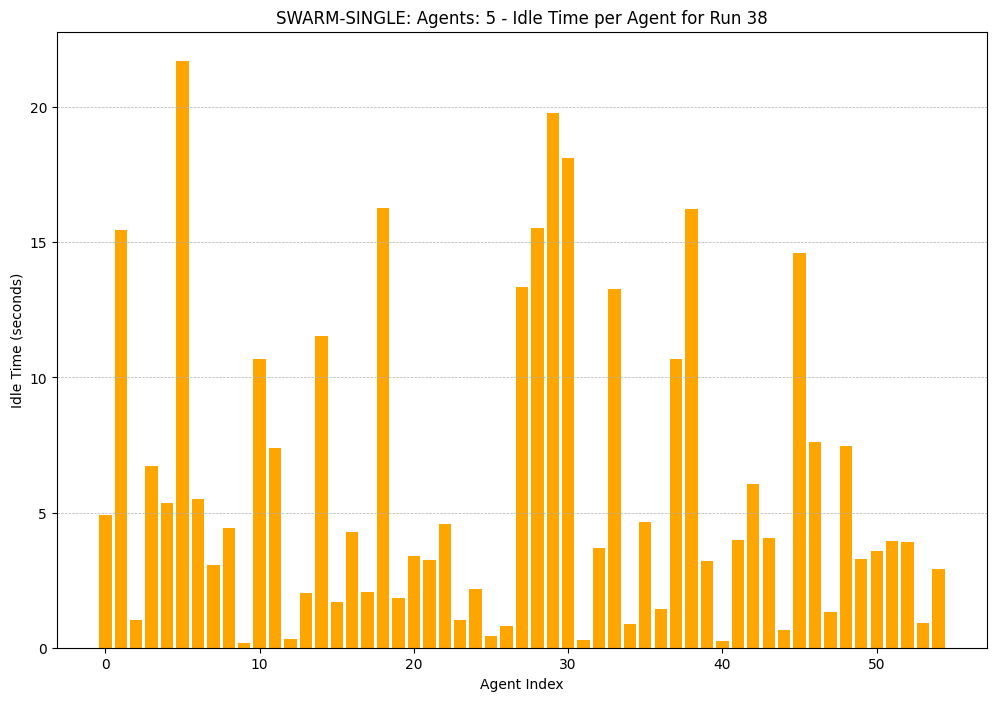 SWARM-SINGLE: Agents: 5 - Idle Time per Agent for Run 38
Idle Time (seconds)
20
15
10
5
0
0 10 20 30 40 50
Agent Index